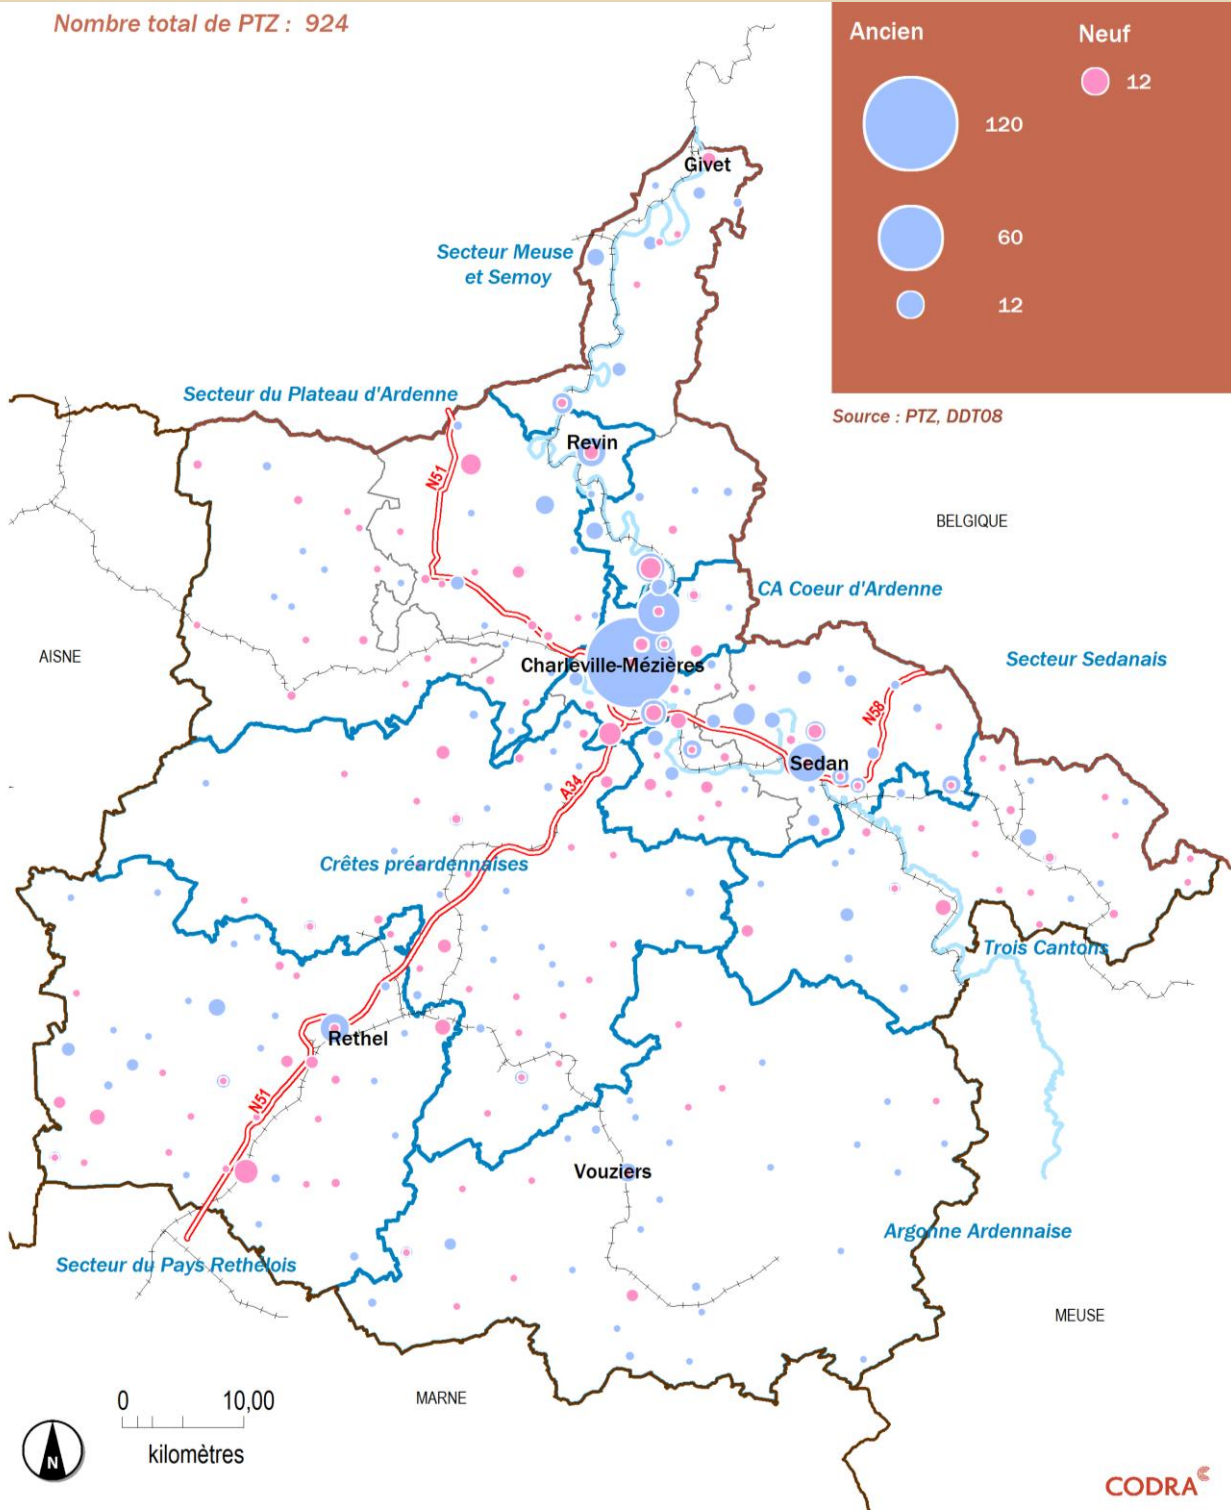 Nombre total de PTZ : 924
Ancien
Neuf
12
120
60
12
Source : PTZ, DDT08
Givet
Secteur Meuse
et Semoy
Secteur du Plateau d'Ardenne
Revin
N51
BELGIQUE
CA Coeur d'Ardenne
AISNE
Charleville-Mézières
Secteur Sedanais
N58
Sedan
A34
Crêtes préardennaises
Trois Cantons
Rethel
N51
Vouziers
Argonne Ardennaise
Secteur du Pays Rethélois
MEUSE
MARNE
0 10,00
kilomètres
N
CODRA